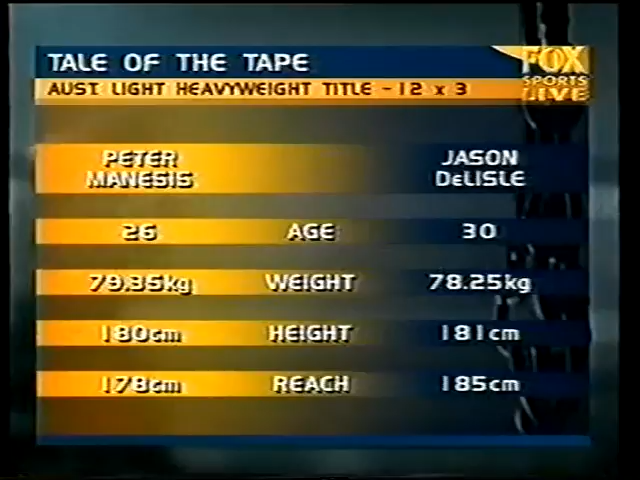 TALE OF THE TAPE
FOX
SPORTS
LIVE
AUST LIGHT HEAVYWEIGHT TITLE - 12 x 3
PETER MANESIS
JASON DeLISLE
26 AGE 30
79.35kg WEIGHT 78.25kg
180cm HEIGHT 181cm
178cm REACH 185cm